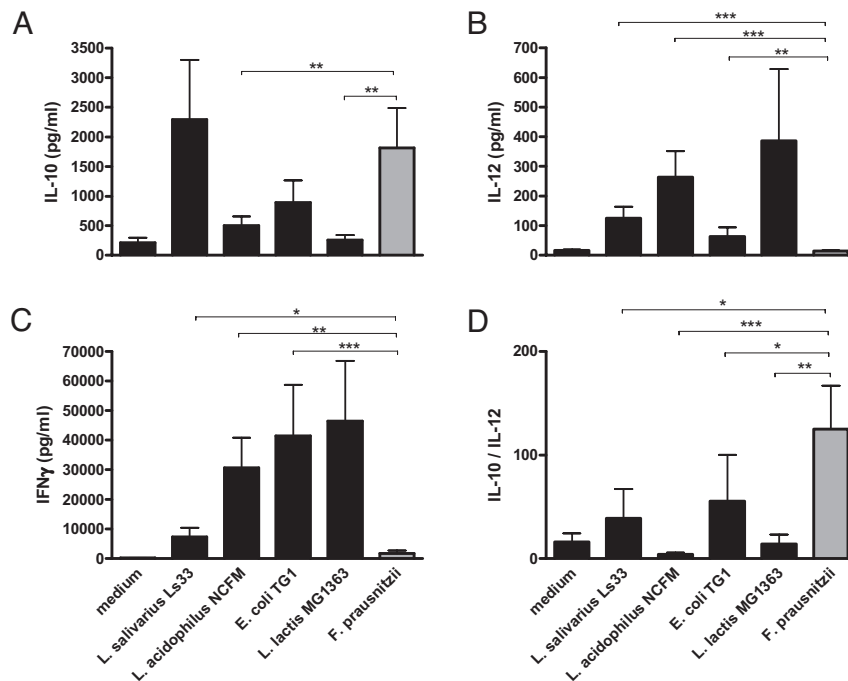 A
IL-10 (pg/ml)
3500
3000
2500
2000
1500
1000
500
0
**
**
B
IL-12 (pg/ml)
700
600
500
400
300
200
100
0
***
***
**
C
IFNγ (pg/ml)
70000
60000
50000
40000
30000
20000
10000
0
*
**
***
medium
L. salivarius Ls33
L. acidophilus NCFM
E. coli TG1
L. lactis MG1363
F. prausnitzii
D
IL-10 / IL-12
200
100
0
*
***
*
**
medium
L. salivarius Ls33
L. acidophilus NCFM
E. coli TG1
L. lactis MG1363
F. prausnitzii